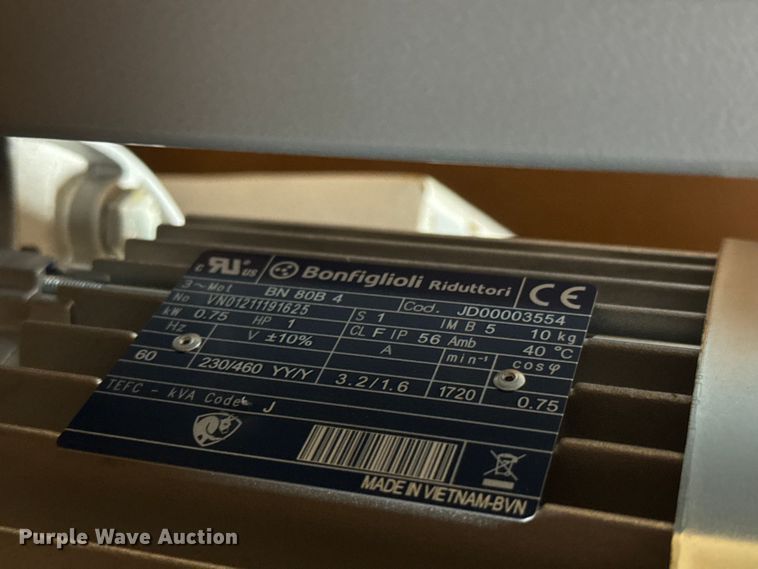 c RU US Bonfiglioli Riduttori CE
3~Mot BN 80B 4 Cod. JD00003554
No VN01211191625 S 1 IM B 5 10 kg
kW 0.75 HP 1 CL F IP 56 Amb 40 °C
Hz V ±10% A min-¹ cosφ
60 230/460 YY/Y 3.2/1.6 1720 0.75
TEFC - kVA Code J
MADE IN VIETNAM-BVN
Purple Wave Auction